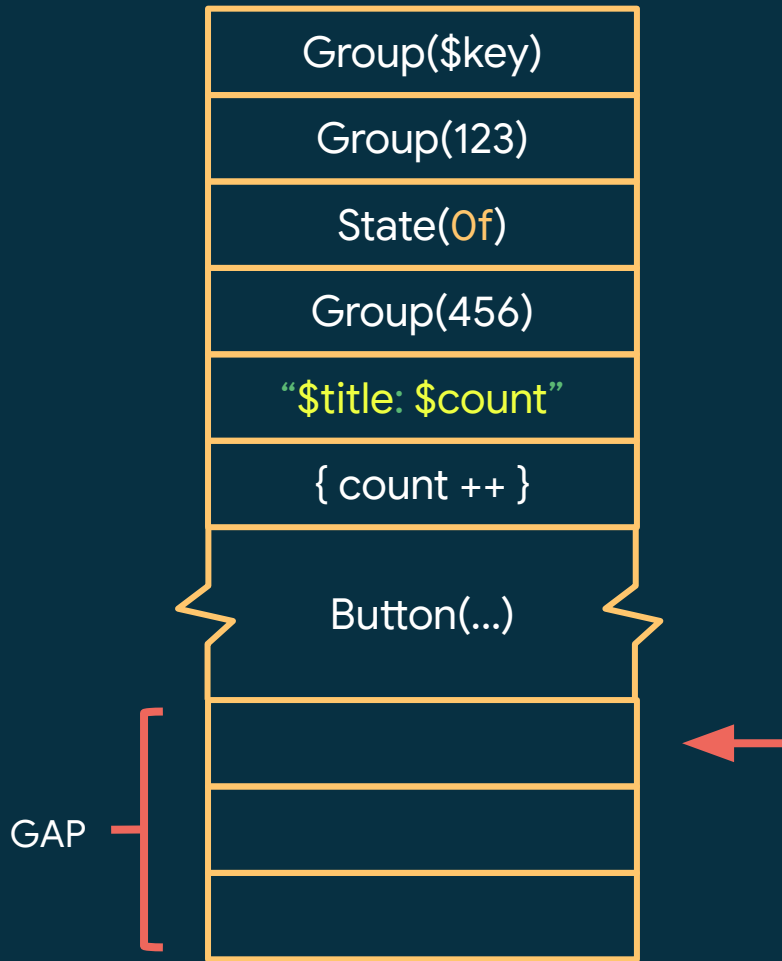 Group($key)
Group(123)
State(0f)
Group(456)
“$title: $count”
{ count ++ }
Button(...)
GAP